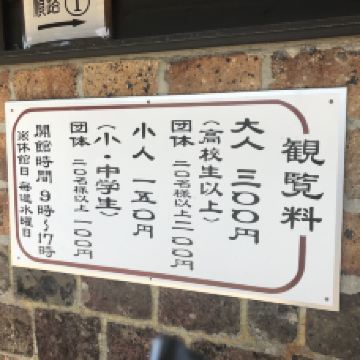 順路①
→
観覧料
大人 三〇〇円
(高校生以上)
団体 二〇名様以上二〇〇円
小人 一五〇円
(小・中学生)
団体 二〇名様以上一〇〇円
開館時間 9時~17時
※休館日 毎週水曜日